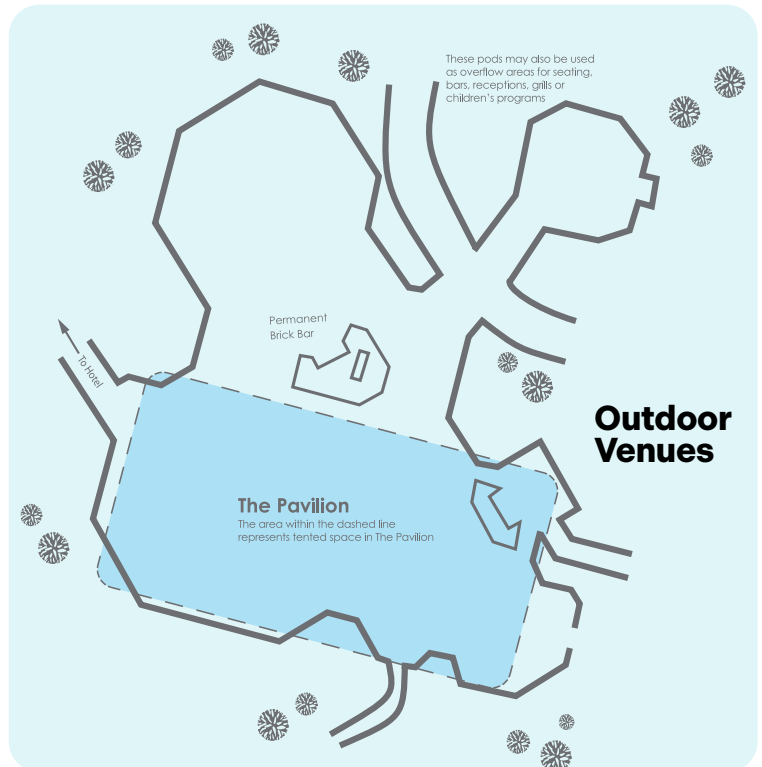 These pods may also be used
as overflow areas for seating,
bars, receptions, grills or
children's programs
Permanent
Brick Bar
To Hotel
Outdoor
Venues
The Pavilion
The area within the dashed line
represents tented space in The Pavilion